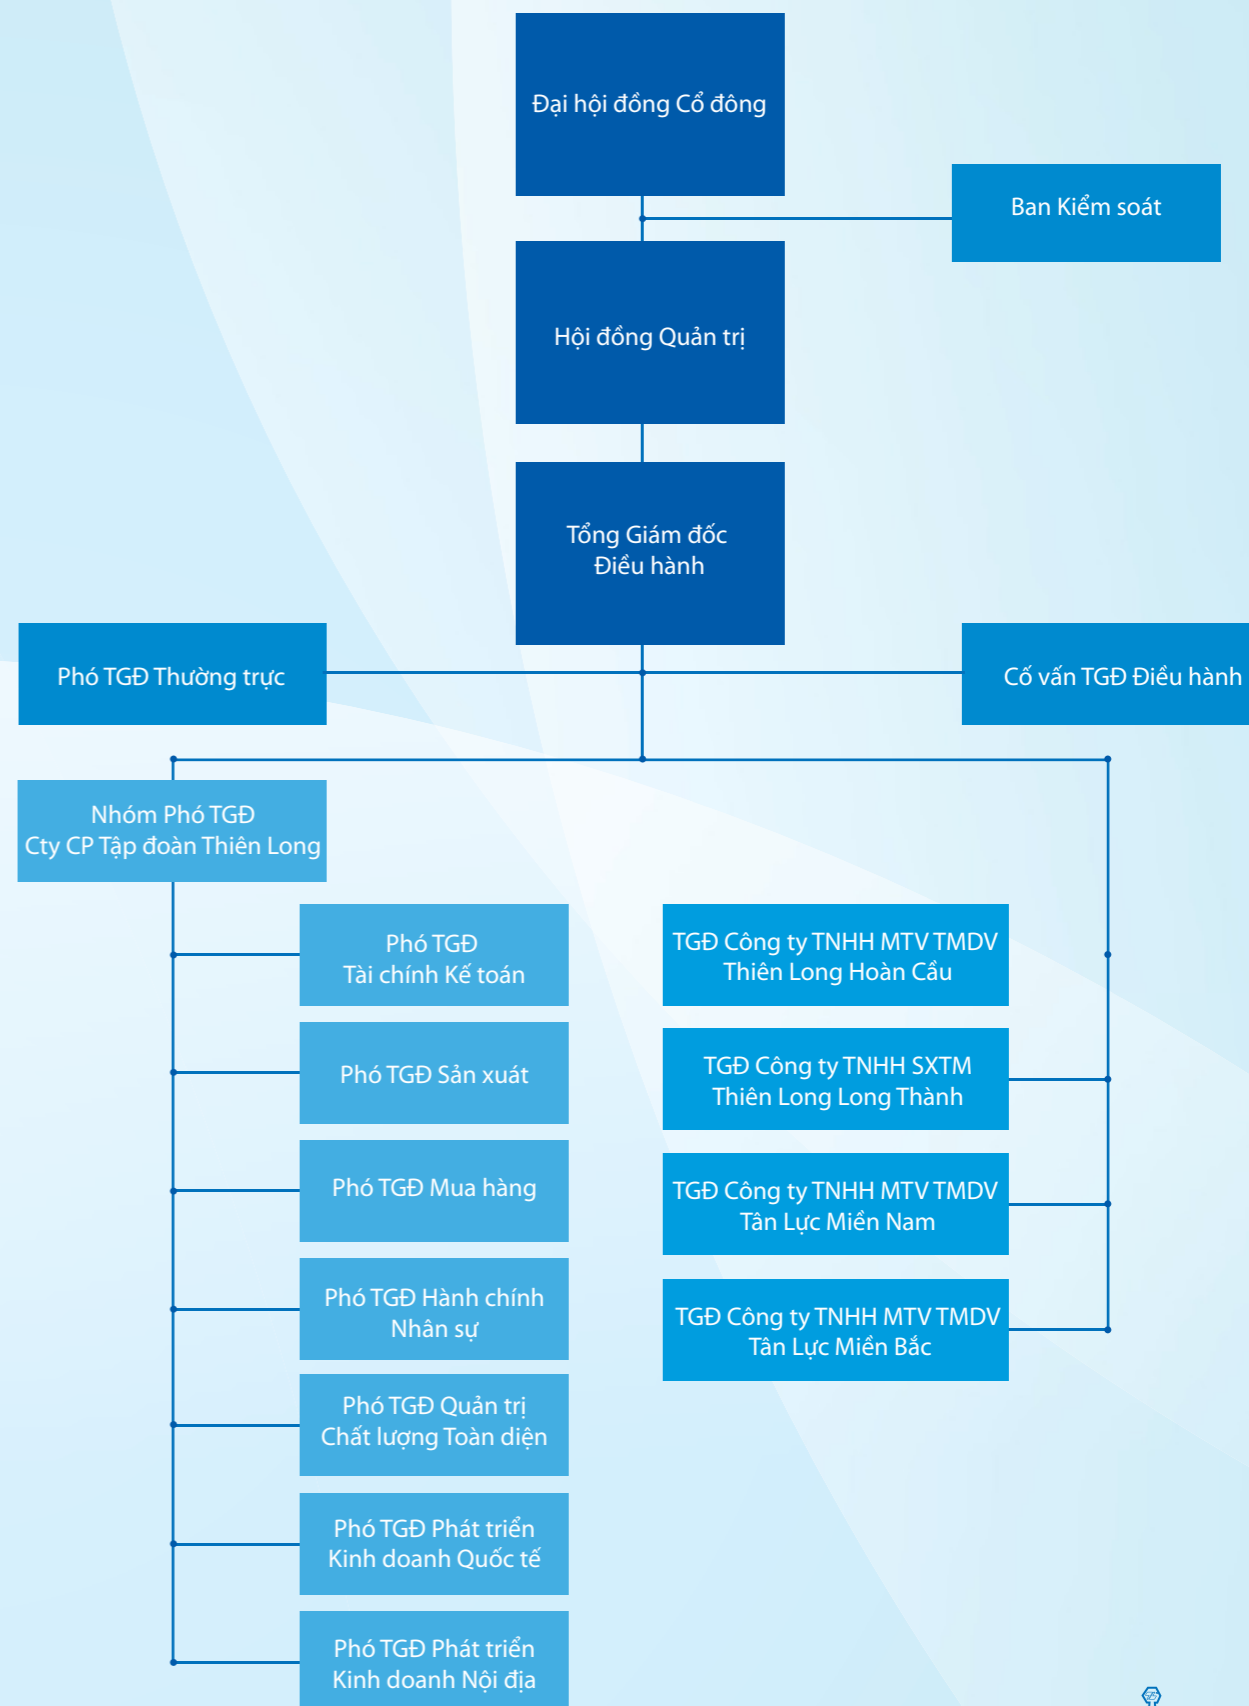 Đại hội đồng Cổ đông
Ban Kiểm soát
Hội đồng Quản trị
Tổng Giám đốc
Điều hành
Phó TGĐ Thường trực
Cố vấn TGĐ Điều hành
Nhóm Phó TGĐ
Cty CP Tập đoàn Thiên Long
Phó TGĐ
Tài chính Kế toán
Phó TGĐ Sản xuát
Phó TGĐ Mua hàng
Phó TGĐ Hành chính
Nhân sự
Phó TGĐ Quản trị
Chất lượng Toàn diện
Phó TGĐ Phát triển
Kinh doanh Quốc tế
Phó TGĐ Phát triển
Kinh doanh Nội địa
TGĐ Công ty TNHH MTV TMDV
Thiên Long Hoàn Cầu
TGĐ Công ty TNHH SXTM
Thiên Long Long Thành
TGĐ Công ty TNHH MTV TMDV
Tân Lực Miền Nam
TGĐ Công ty TNHH MTV TMDV
Tân Lực Miền Bắc